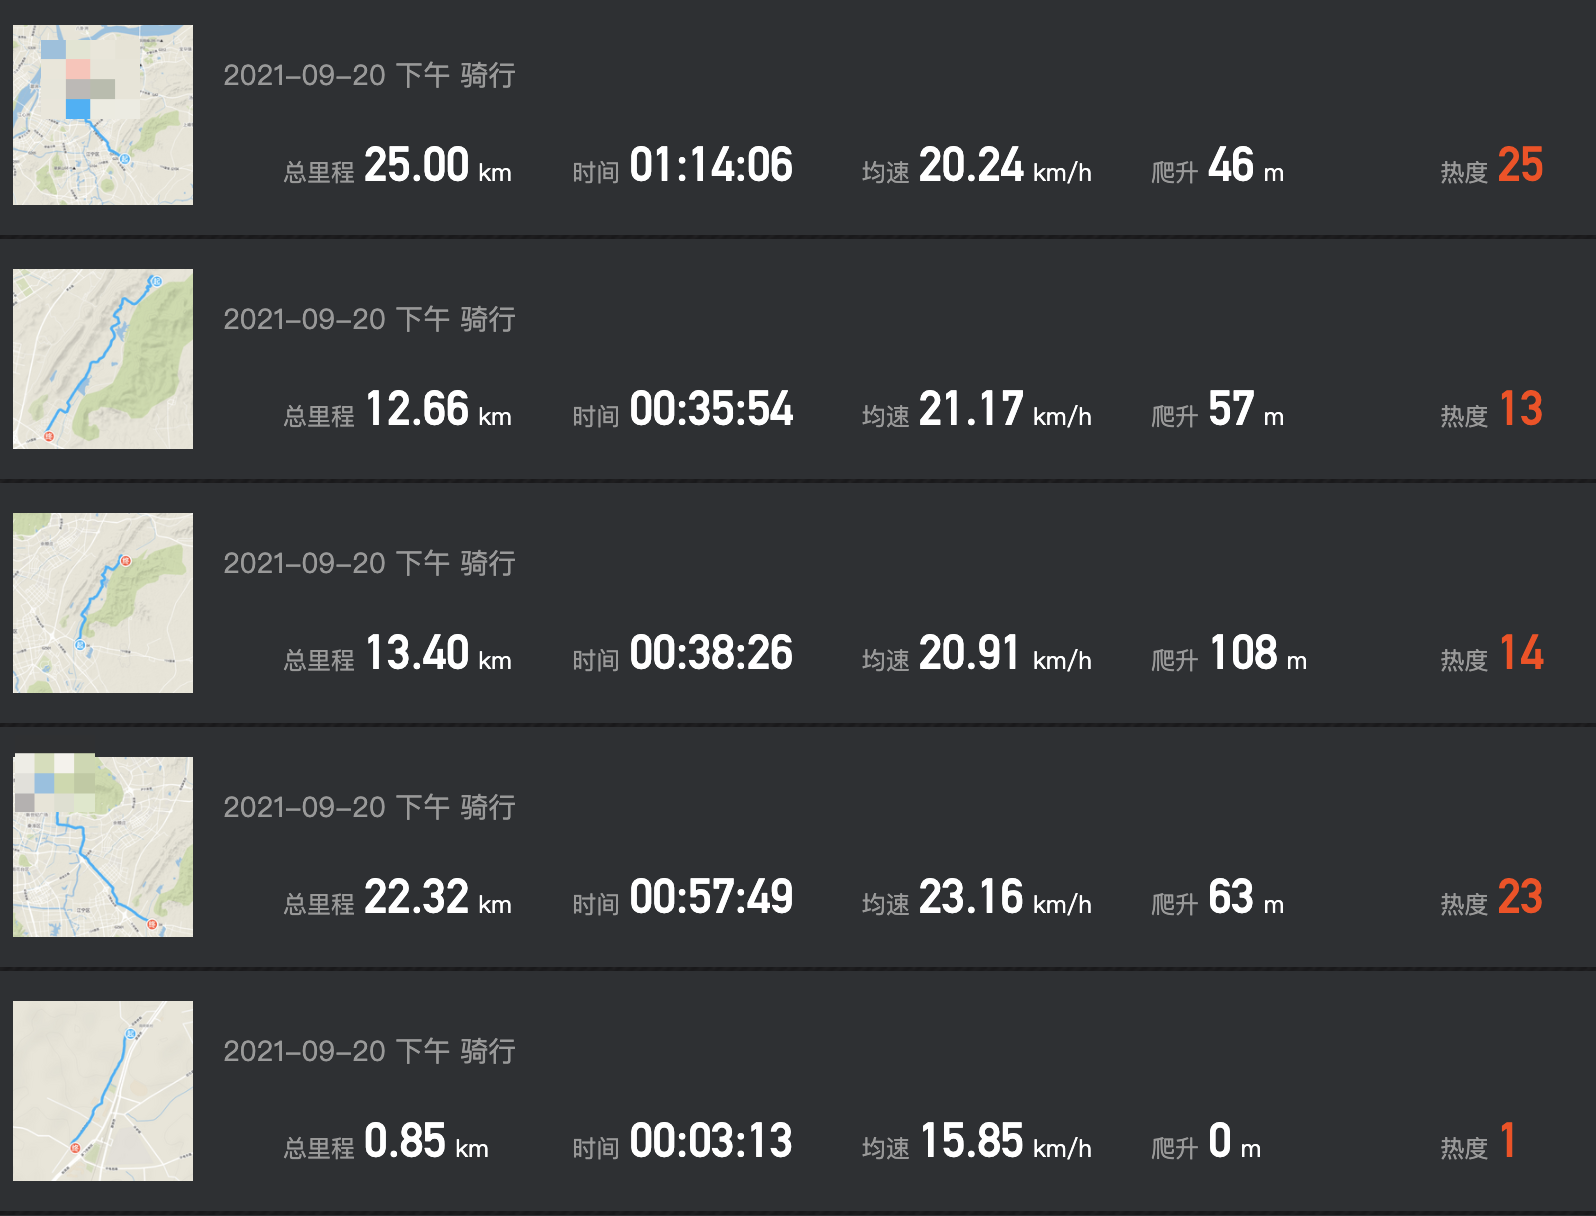 2021-09-20 下午 骑行
总里程 25.00 km 时间 01:14:06 均速 20.24 km/h 爬升 46 m 热度 25
2021-09-20 下午 骑行
总里程 12.66 km 时间 00:35:54 均速 21.17 km/h 爬升 57 m 热度 13
2021-09-20 下午 骑行
总里程 13.40 km 时间 00:38:26 均速 20.91 km/h 爬升 108 m 热度 14
2021-09-20 下午 骑行
总里程 22.32 km 时间 00:57:49 均速 23.16 km/h 爬升 63 m 热度 23
2021-09-20 下午 骑行
总里程 0.85 km 时间 00:03:13 均速 15.85 km/h 爬升 0 m 热度 1